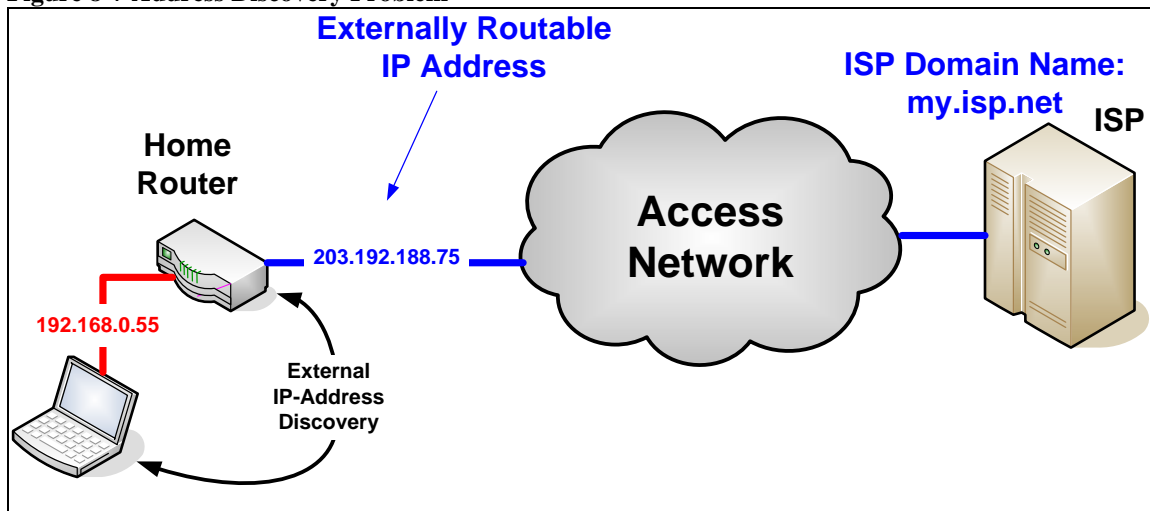 Externally Routable
IP Address
ISP Domain Name:
my.isp.net
ISP
Home
Router
Access
Network
203.192.188.75
192.168.0.55
External
IP-Address
Discovery